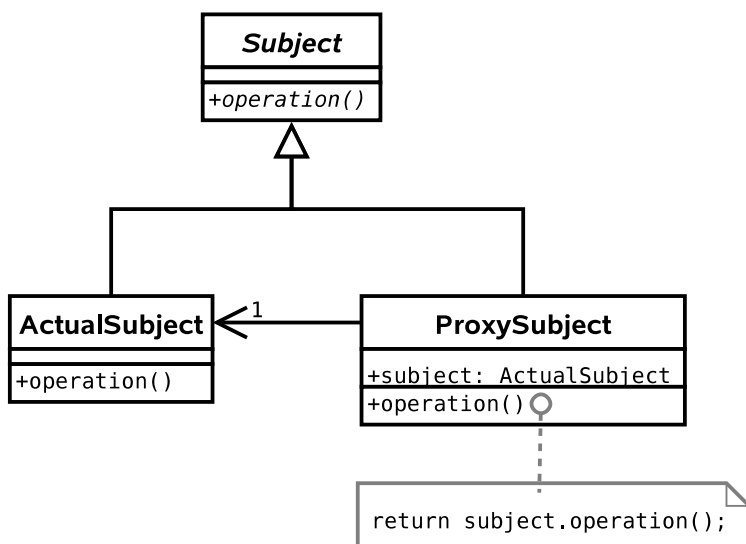 Subject
+operation()
1
ActualSubject
+operation()
ProxySubject
+subject: ActualSubject
+operation()
return subject.operation();